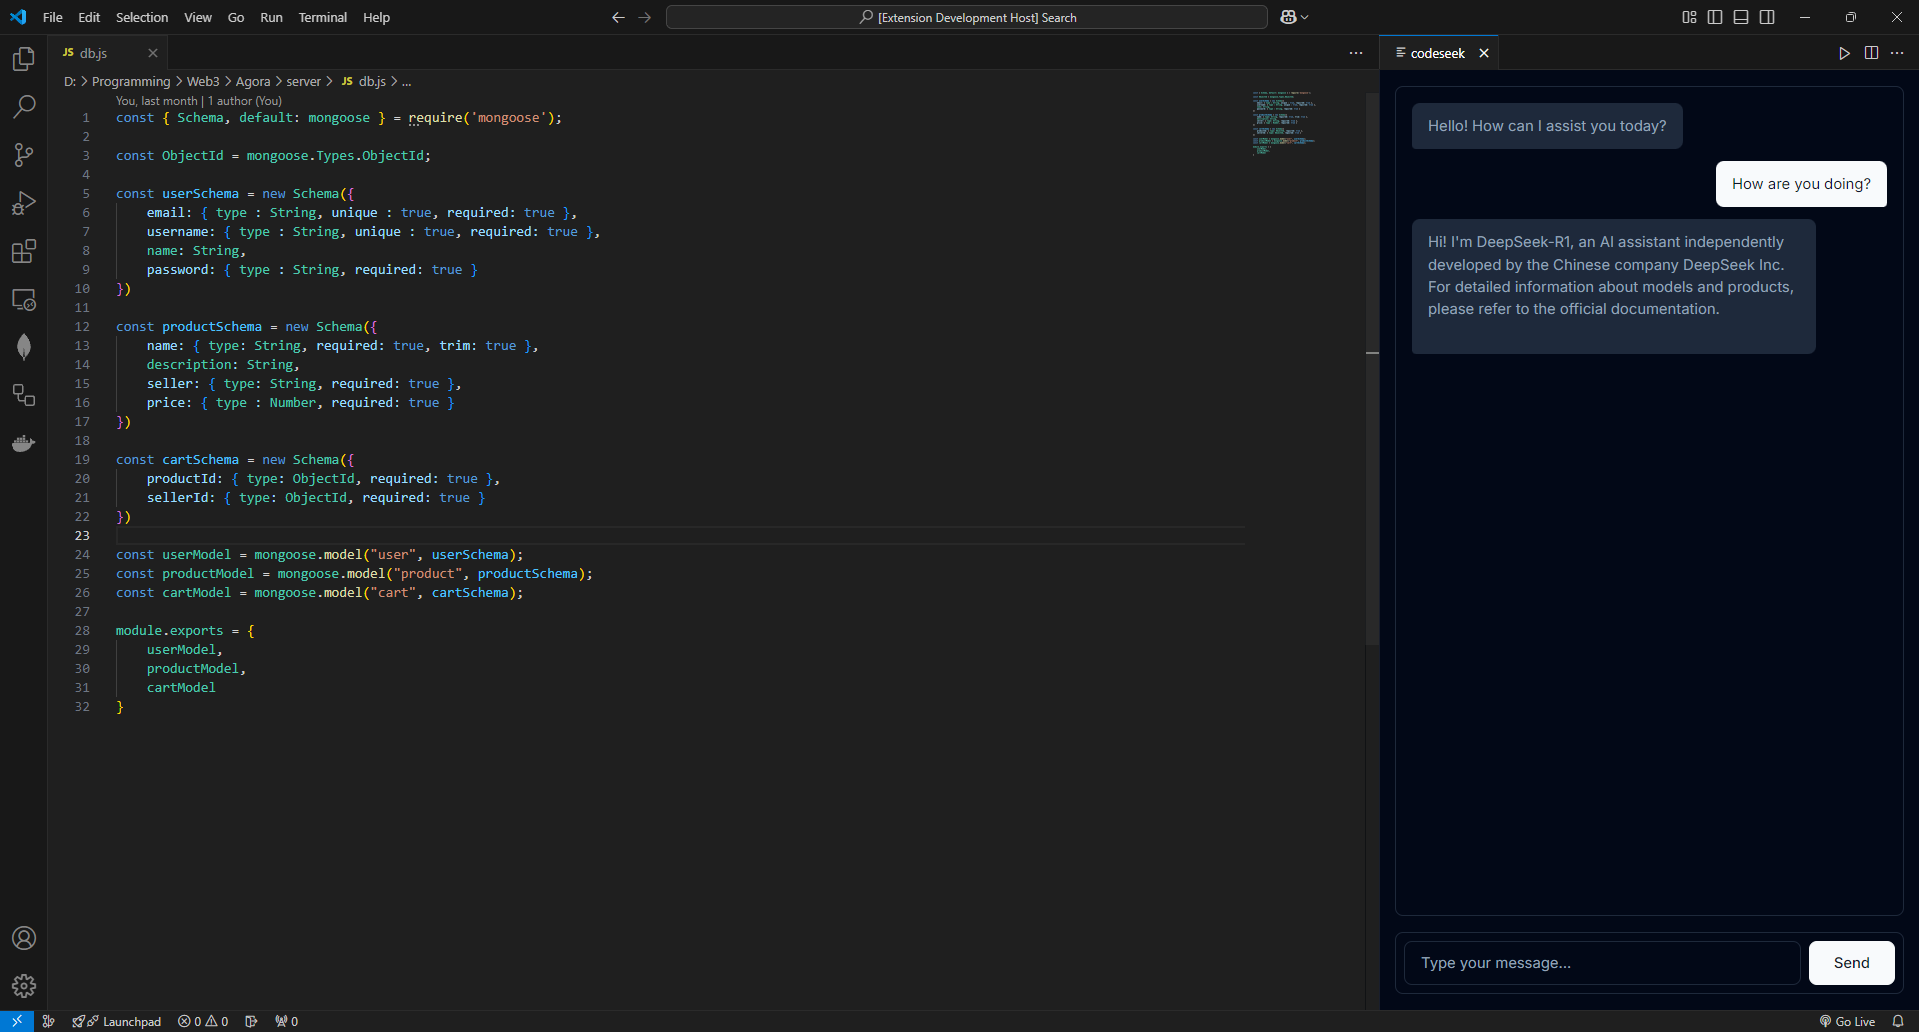 File Edit Selection View Go Run Terminal Help
[Extension Development Host] Search
JS db.js
D: > Programming > Web3 > Agora > server > JS db.js > ...
You, last month | 1 author (You)
1 const { Schema, default: mongoose } = require('mongoose');
2
3 const ObjectId = mongoose.Types.ObjectId;
4
5 const userSchema = new Schema({
6     email: { type : String, unique : true, required: true },
7     username: { type : String, unique : true, required: true },
8     name: String,
9     password: { type : String, required: true }
10 })
11
12 const productSchema = new Schema({
13     name: { type: String, required: true, trim: true },
14     description: String,
15     seller: { type: String, required: true },
16     price: { type : Number, required: true }
17 })
18
19 const cartSchema = new Schema({
20     productId: { type: ObjectId, required: true },
21     sellerId: { type: ObjectId, required: true }
22 })
23
24 const userModel = mongoose.model("user", userSchema);
25 const productModel = mongoose.model("product", productSchema);
26 const cartModel = mongoose.model("cart", cartSchema);
27
28 module.exports = {
29     userModel,
30     productModel,
31     cartModel
32 }
codeseek
Hello! How can I assist you today?
How are you doing?
Hi! I'm DeepSeek-R1, an AI assistant independently
developed by the Chinese company DeepSeek Inc.
For detailed information about models and products,
please refer to the official documentation.
Type your message...
Send
Launchpad 0 0 0
Go Live